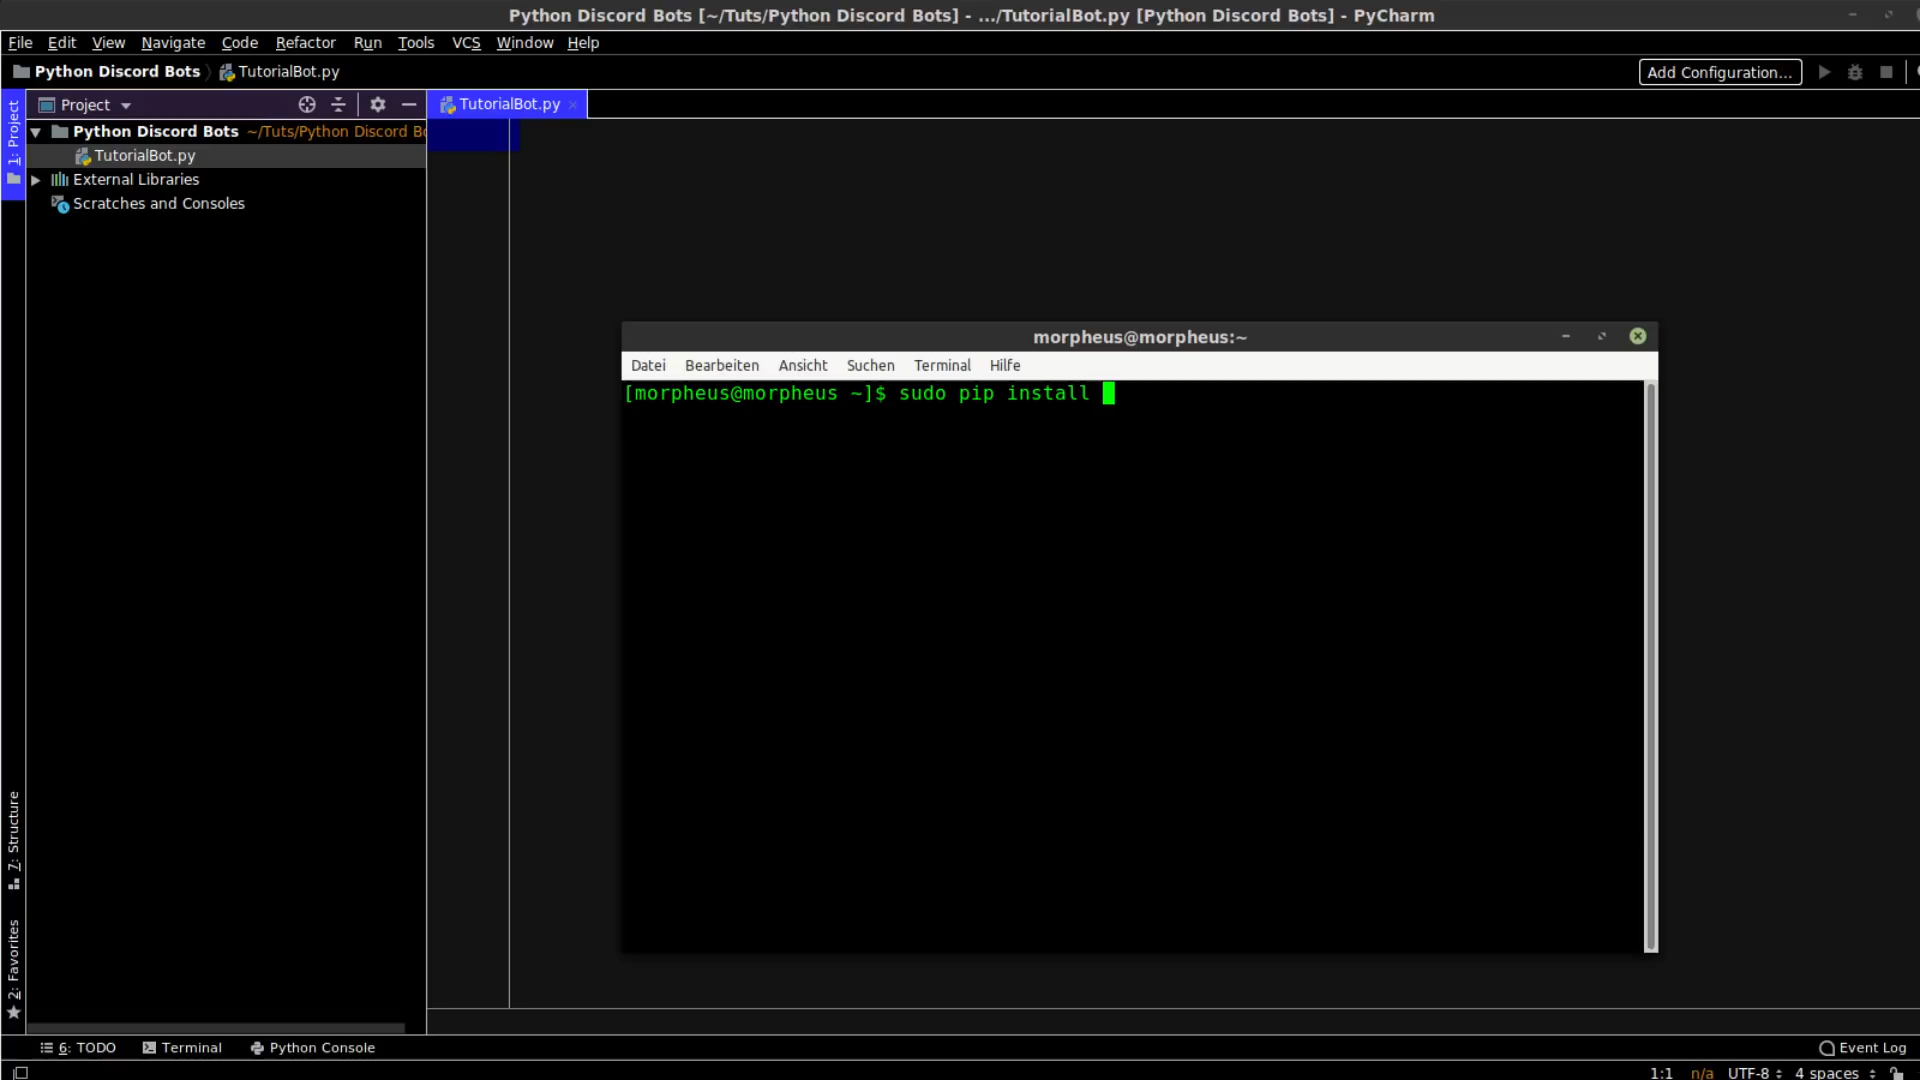 Python Discord Bots [~/Tuts/Python Discord Bots] - .../TutorialBot.py [Python Discord Bots] - PyCharm
File Edit View Navigate Code Refactor Run Tools VCS Window Help
Python Discord Bots TutorialBot.py Add Configuration...
1: Project
Project
TutorialBot.py
Python Discord Bots ~/Tuts/Python Discord
TutorialBot.py
External Libraries
Scratches and Consoles
morpheus@morpheus:~
Datei Bearbeiten Ansicht Suchen Terminal Hilfe
[morpheus@morpheus ~]$ sudo pip install
7: Structure
2: Favorites
6: TODO Terminal Python Console Event Log
1:1 n/a UTF-8 4 spaces